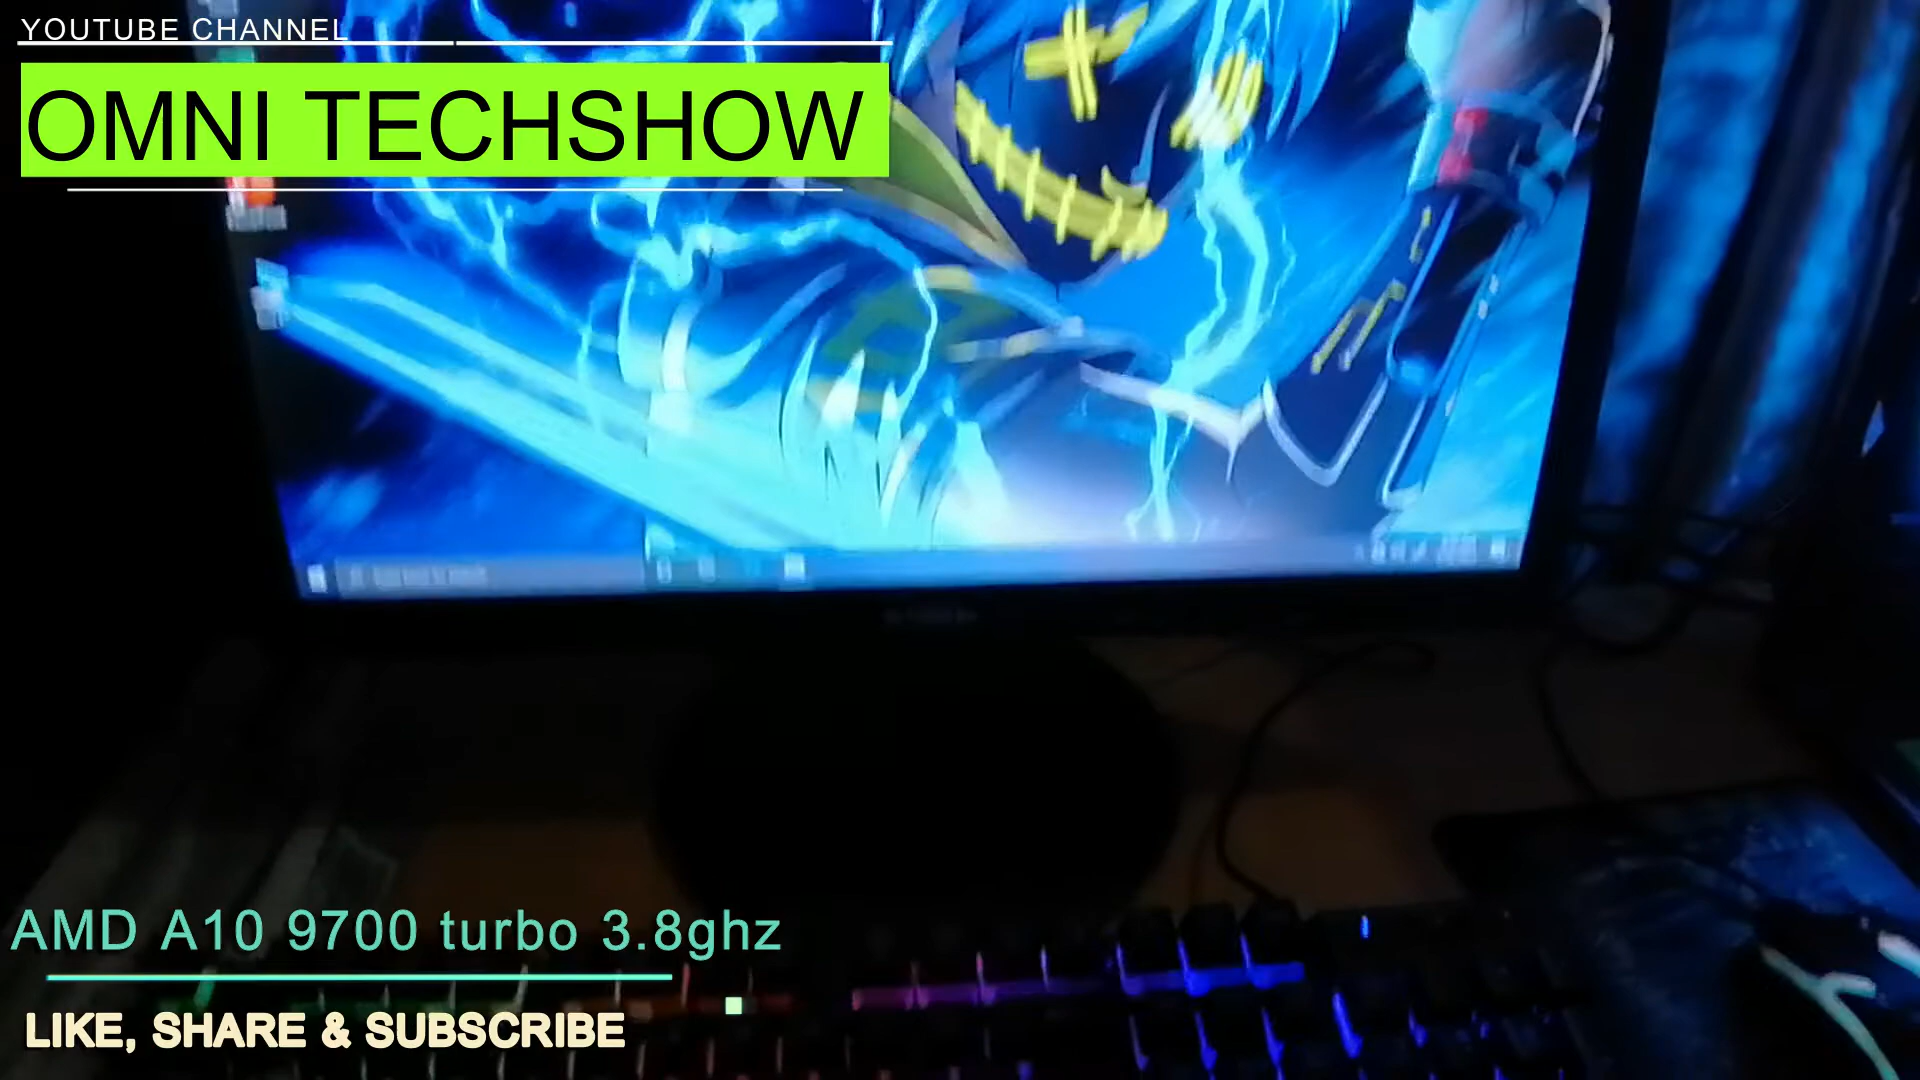 YOUTUBE CHANNEL
OMNI TECHSHOW
AMD A10 9700 turbo 3.8ghz
LIKE, SHARE & SUBSCRIBE